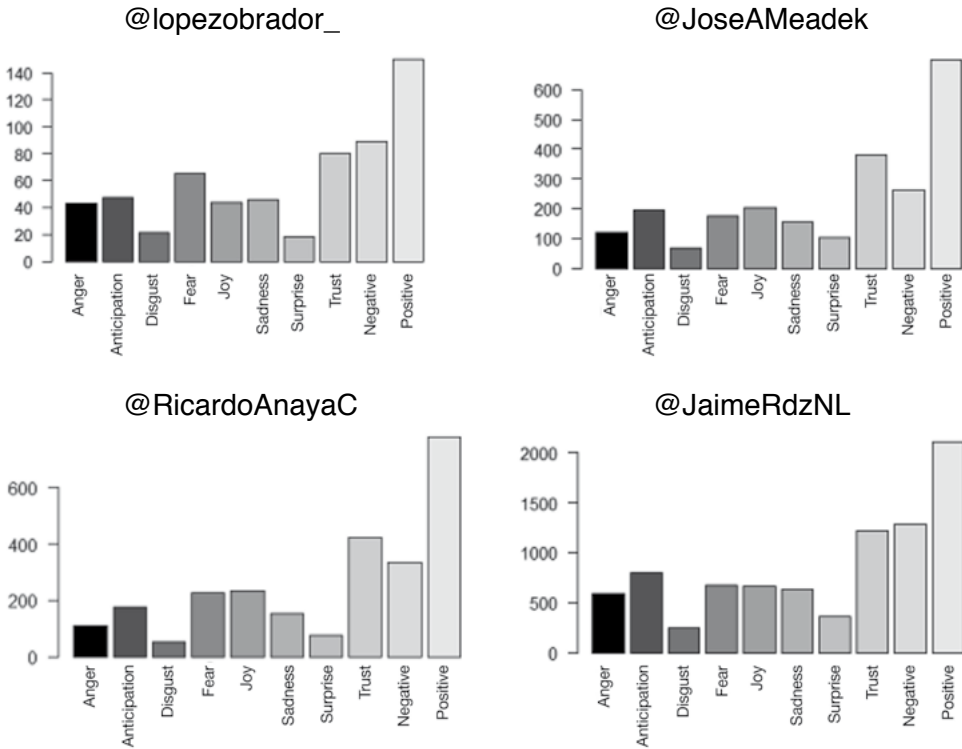 @lopezobrador_
140
120
100
80
60
40
20
0
Anger
Anticipation
Disgust
Fear
Joy
Sadness
Surprise
Trust
Negative
Positive
@JoseAMeadek
600
500
400
300
200
100
0
Anger
Anticipation
Disgust
Fear
Joy
Sadness
Surprise
Trust
Negative
Positive
@RicardoAnayaC
600
400
200
0
Anger
Anticipation
Disgust
Fear
Joy
Sadness
Surprise
Trust
Negative
Positive
@JaimeRdzNL
2000
1500
1000
500
0
Anger
Anticipation
Disgust
Fear
Joy
Sadness
Surprise
Trust
Negative
Positive